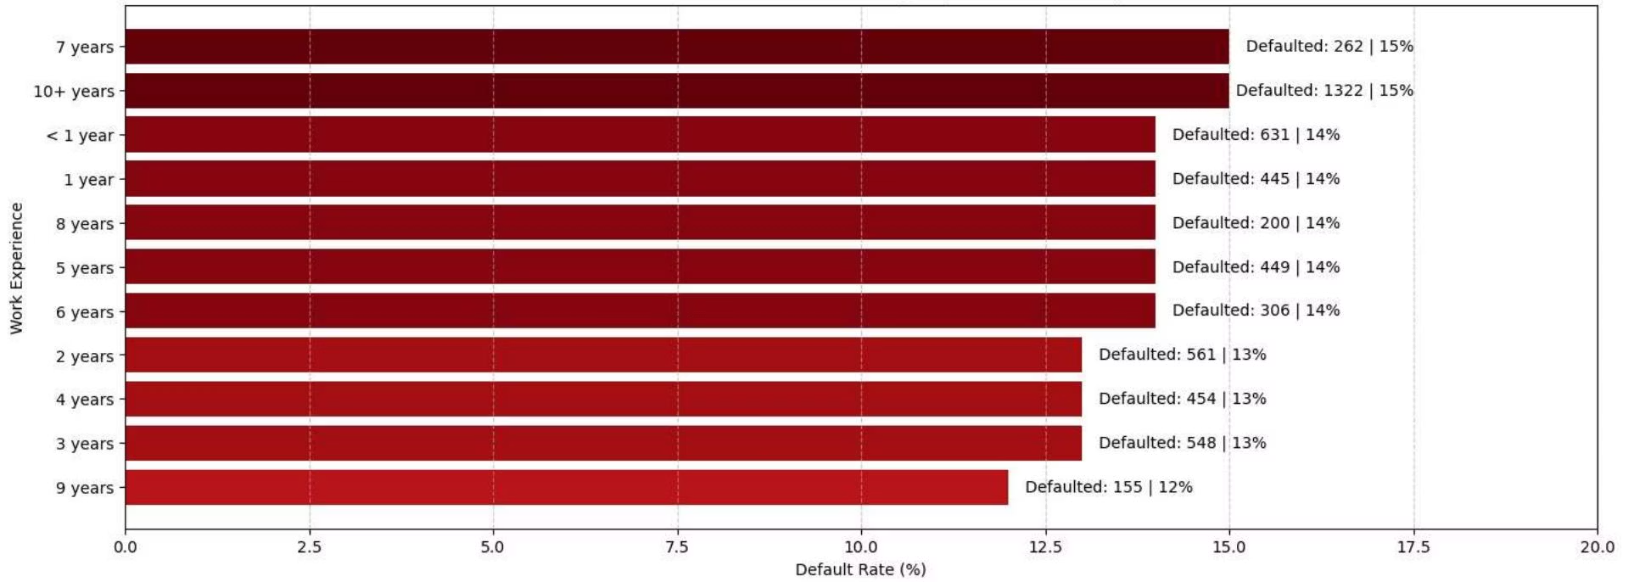 Work Experience
7 years Defaulted: 262 | 15%
10+ years Defaulted: 1322 | 15%
< 1 year Defaulted: 631 | 14%
1 year Defaulted: 445 | 14%
8 years Defaulted: 200 | 14%
5 years Defaulted: 449 | 14%
6 years Defaulted: 306 | 14%
2 years Defaulted: 561 | 13%
4 years Defaulted: 454 | 13%
3 years Defaulted: 548 | 13%
9 years Defaulted: 155 | 12%
0.0 2.5 5.0 7.5 10.0 12.5 15.0 17.5 20.0
Default Rate (%)